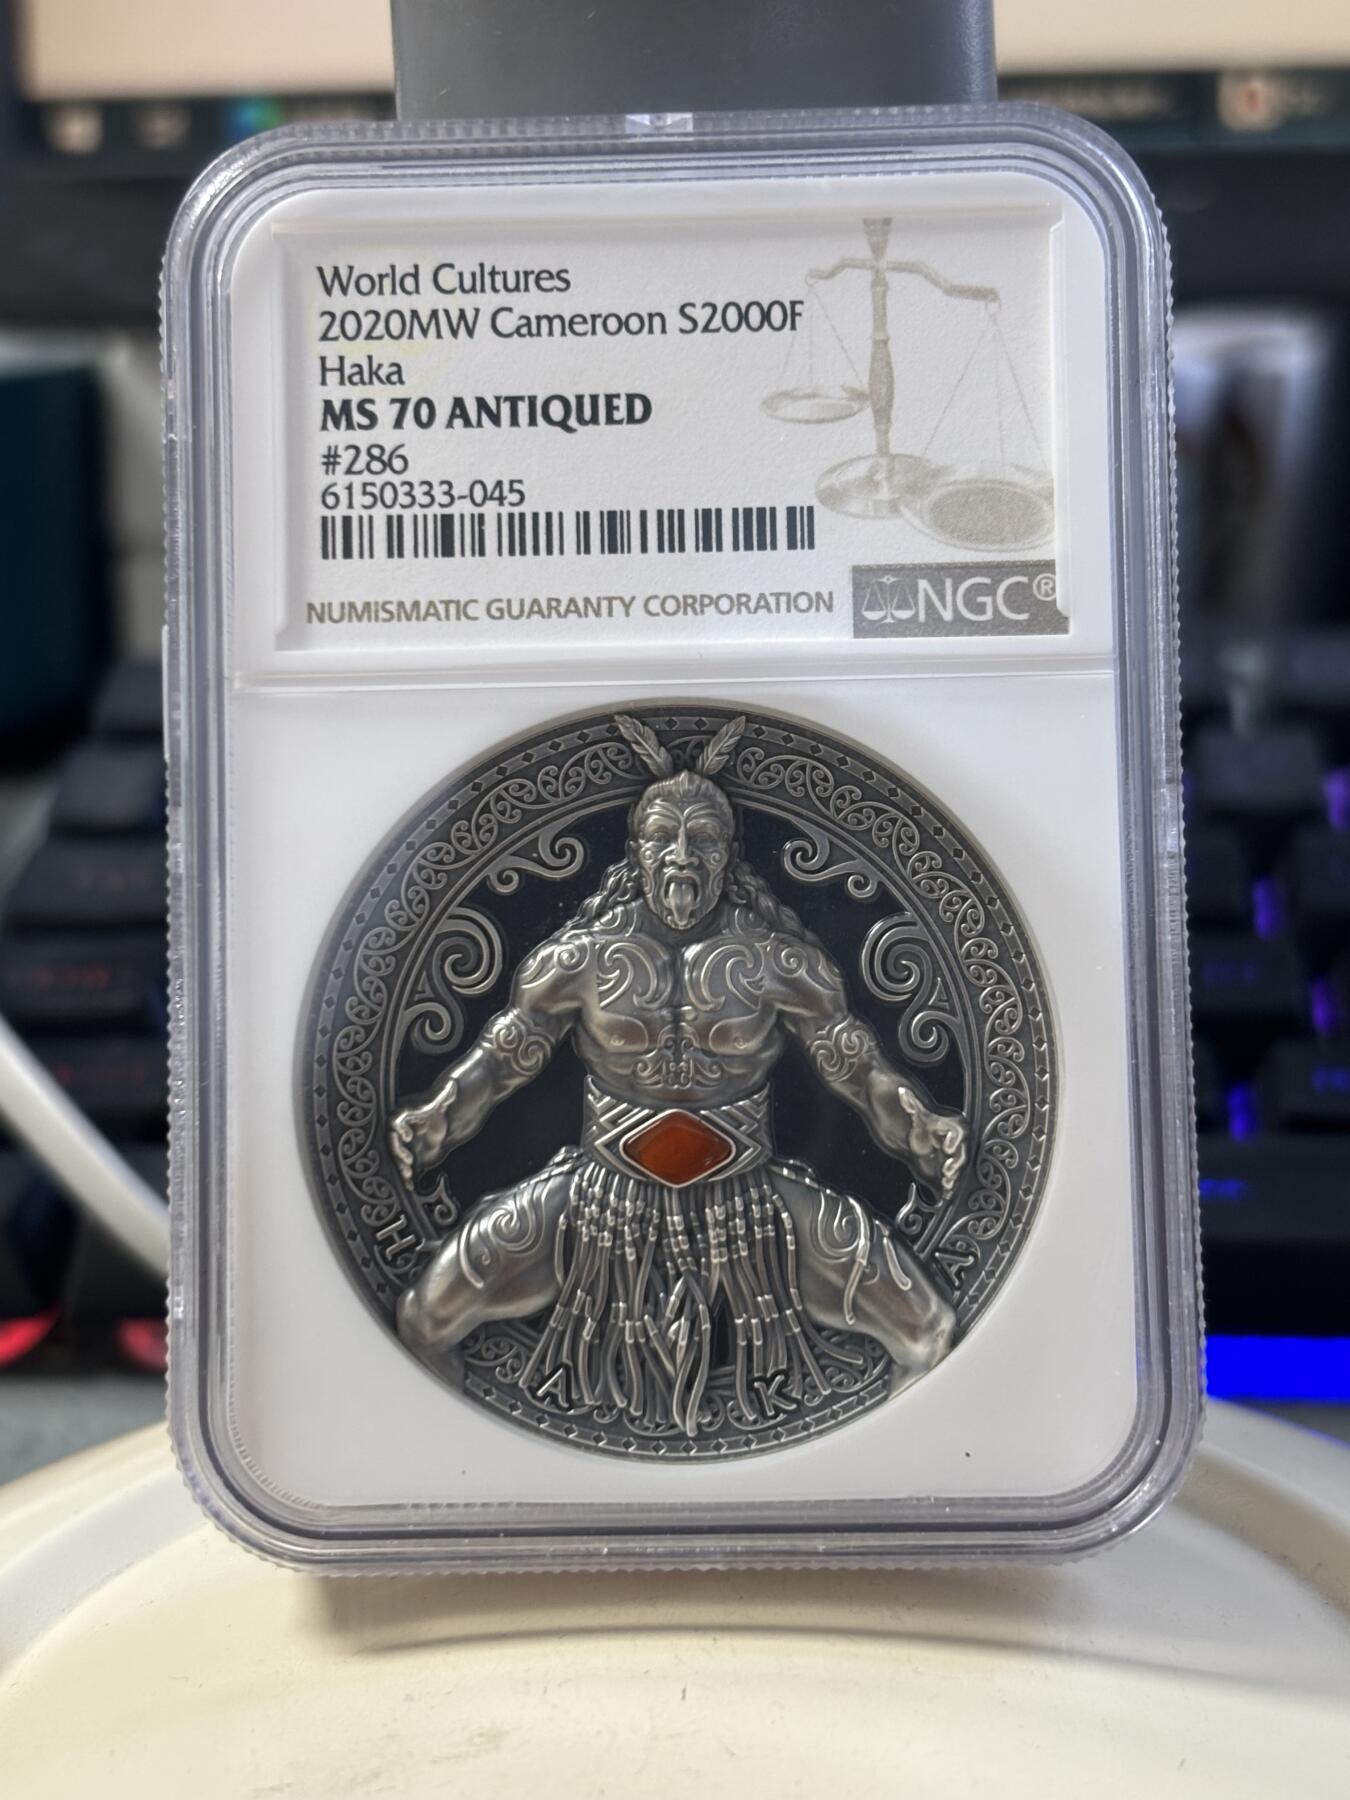 World Cultures
2020MW Cameroon S2000F
Haka
MS 70 ANTIQUED
#286
6150333-045
NUMISMATIC GUARANTY CORPORATION
NGC®
H A K A